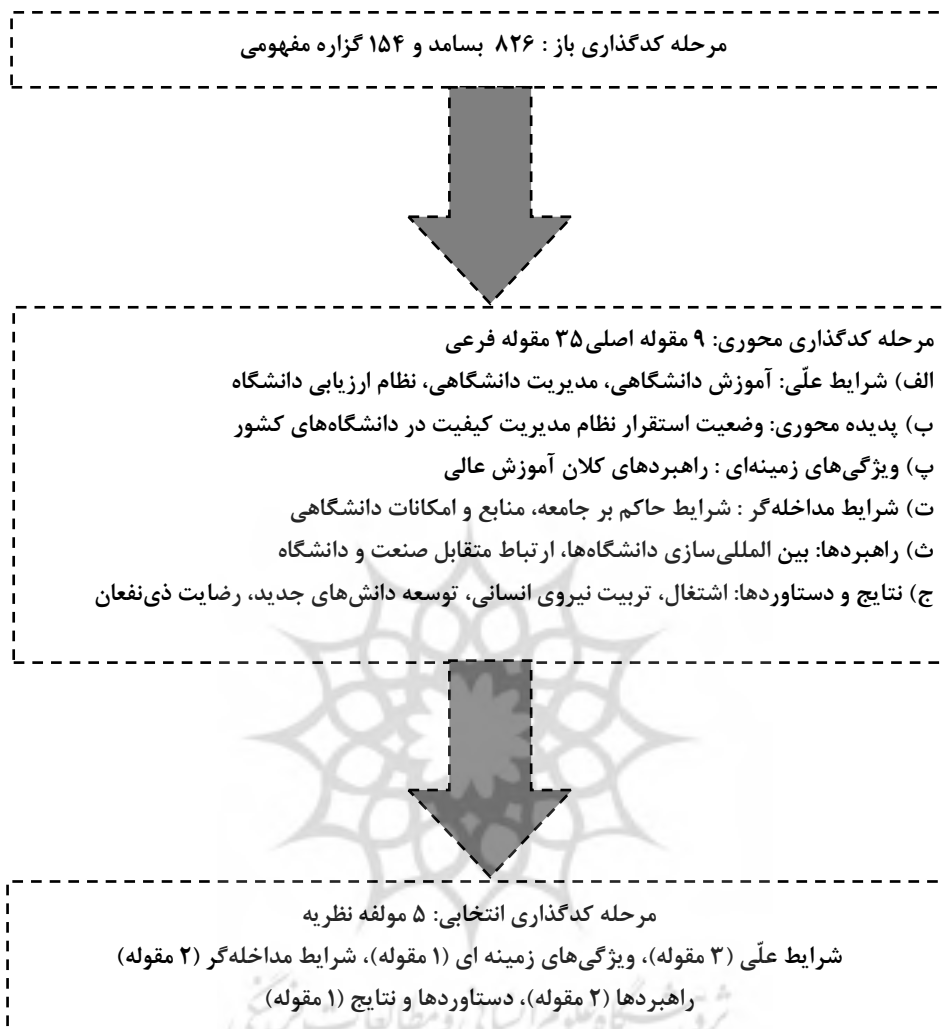 مرحله کدگذاری باز : ۸۲۶ بسامد و ۱۵۴ گزاره مفهومی
مرحله کدگذاری محوری: ۹ مقوله اصلی۳۵ مقوله فرعی
الف) شرایط علّی: آموزش دانشگاهی، مدیریت دانشگاهی، نظام ارزیابی دانشگاه
ب) پدیده محوری: وضعیت استقرار نظام مدیریت کیفیت در دانشگاه‌های کشور
پ) ویژگی‌های زمینه‌ای : راهبردهای کلان آموزش عالی
ت) شرایط مداخله‌گر : شرایط حاکم بر جامعه، منابع و امکانات دانشگاهی
ث) راهبردها: بین المللی‌سازی دانشگاه‌ها، ارتباط متقابل صنعت و دانشگاه
ج) نتایج و دستاوردها: اشتغال، تربیت نیروی انسانی، توسعه دانش‌های جدید، رضایت ذی‌نفعان
مرحله کدگذاری انتخابی: ۵ مولفه نظریه
شرایط علّی (۳ مقوله)، ویژگی‌های زمینه ای (۱ مقوله)، شرایط مداخله‌گر (۲ مقوله)
راهبردها (۲ مقوله)، دستاوردها و نتایج (۱ مقوله)
پژوهشگاه علوم انسانی و مطالعات فرهنگی